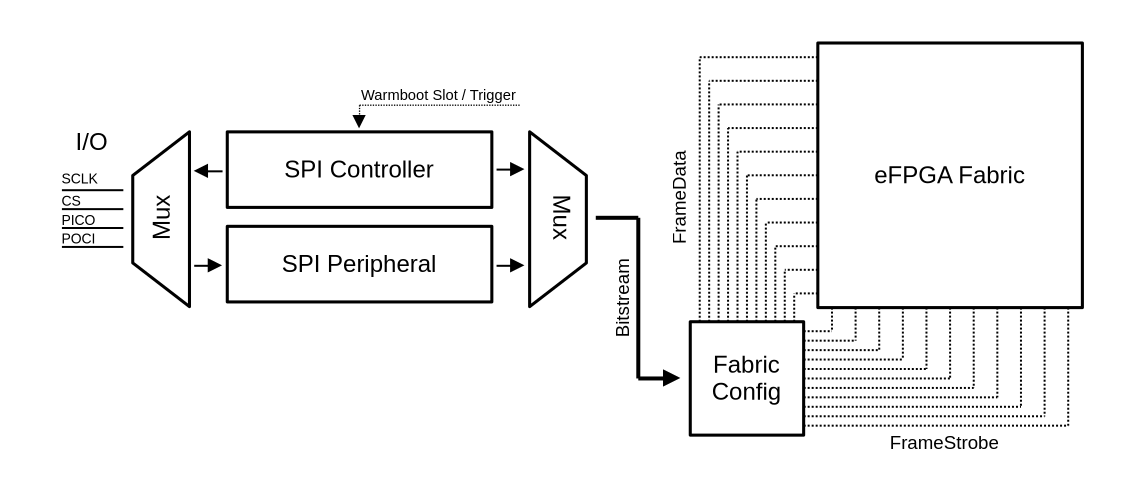 Warmboot Slot / Trigger
I/O
SCLK
CS
PICO
POCI
Mux
SPI Controller
SPI Peripheral
Mux
Bitstream
FrameData
eFPGA Fabric
Fabric
Config
FrameStrobe